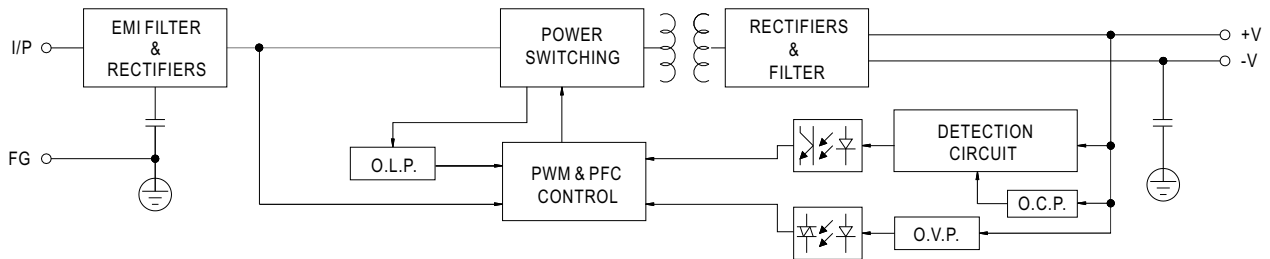 I/P
EMI FILTER
&
RECTIFIERS
POWER
SWITCHING
RECTIFIERS
&
FILTER
+V
-V
FG
O.L.P.
PWM & PFC
CONTROL
DETECTION
CIRCUIT
O.C.P.
O.V.P.